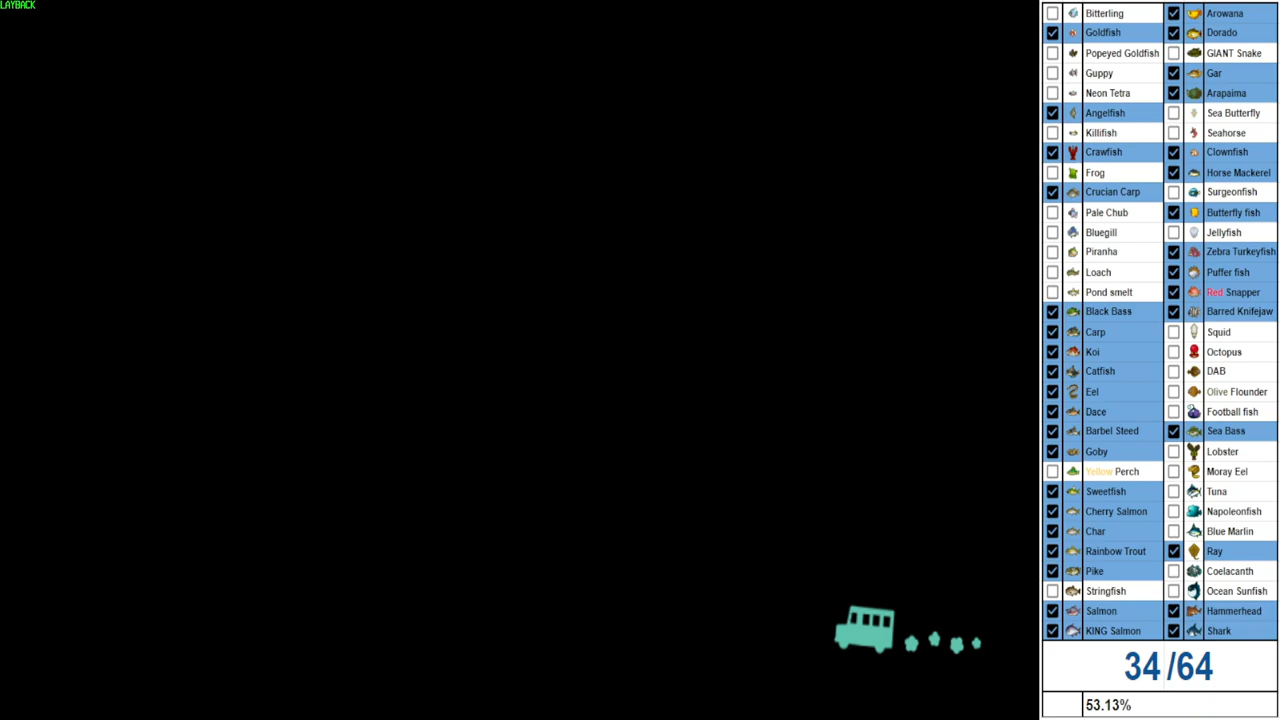 LAYBACK
Bitterling
Goldfish
Popeyed Goldfish
Guppy
Neon Tetra
Angelfish
Killifish
Crawfish
Frog
Crucian Carp
Pale Chub
Bluegill
Piranha
Loach
Pond smelt
Black Bass
Carp
Koi
Catfish
Eel
Dace
Barbel Steed
Goby
Yellow Perch
Sweetfish
Cherry Salmon
Char
Rainbow Trout
Pike
Stringfish
Salmon
KING Salmon
Arowana
Dorado
GIANT Snake
Gar
Arapaima
Sea Butterfly
Seahorse
Clownfish
Horse Mackerel
Surgeonfish
Butterfly fish
Jellyfish
Zebra Turkeyfish
Puffer fish
Red Snapper
Barred Knifejaw
Squid
Octopus
DAB
Olive Flounder
Football fish
Sea Bass
Lobster
Moray Eel
Tuna
Napoleonfish
Blue Marlin
Ray
Coelacanth
Ocean Sunfish
Hammerhead
Shark
34 /64
53.13%